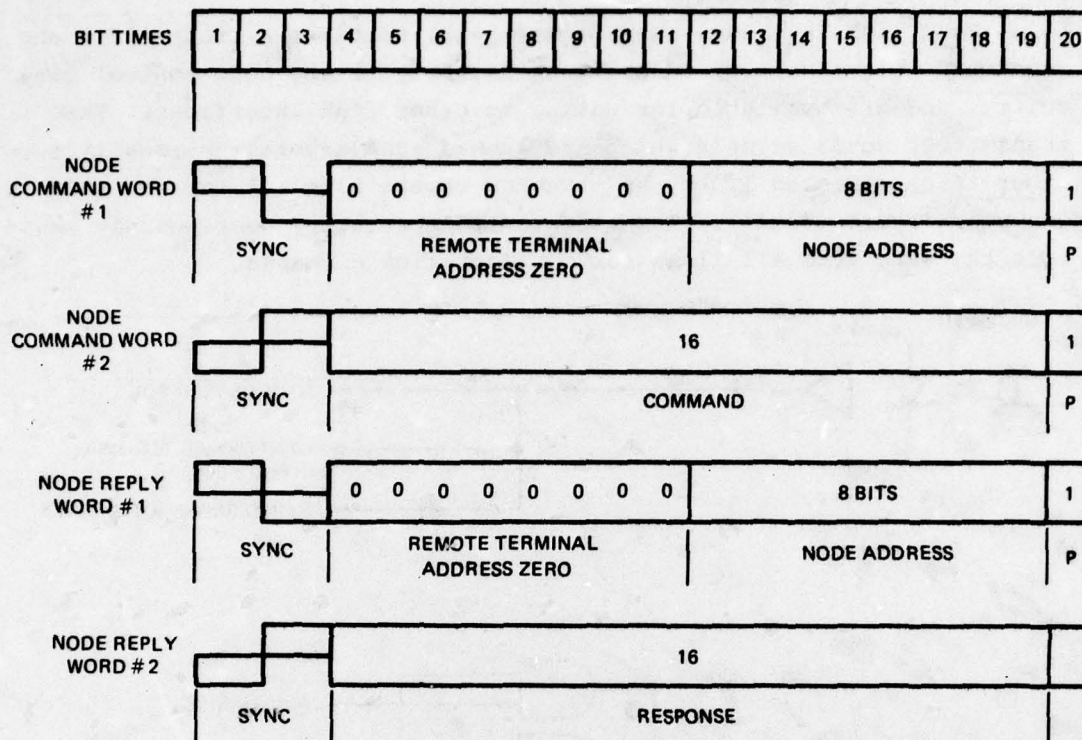 BIT TIMES 1 2 3 4 5 6 7 8 9 10 11 12 13 14 15 16 17 18 19 20
NODE
COMMAND WORD
#1
0 0 0 0 0 0 0 0 8 BITS 1
SYNC REMOTE TERMINAL
ADDRESS ZERO NODE ADDRESS P
NODE
COMMAND WORD
#2
16 1
SYNC COMMAND P
NODE REPLY
WORD #1
0 0 0 0 0 0 0 0 8 BITS 1
SYNC REMOTE TERMINAL
ADDRESS ZERO NODE ADDRESS P
NODE REPLY
WORD #2
16
SYNC RESPONSE